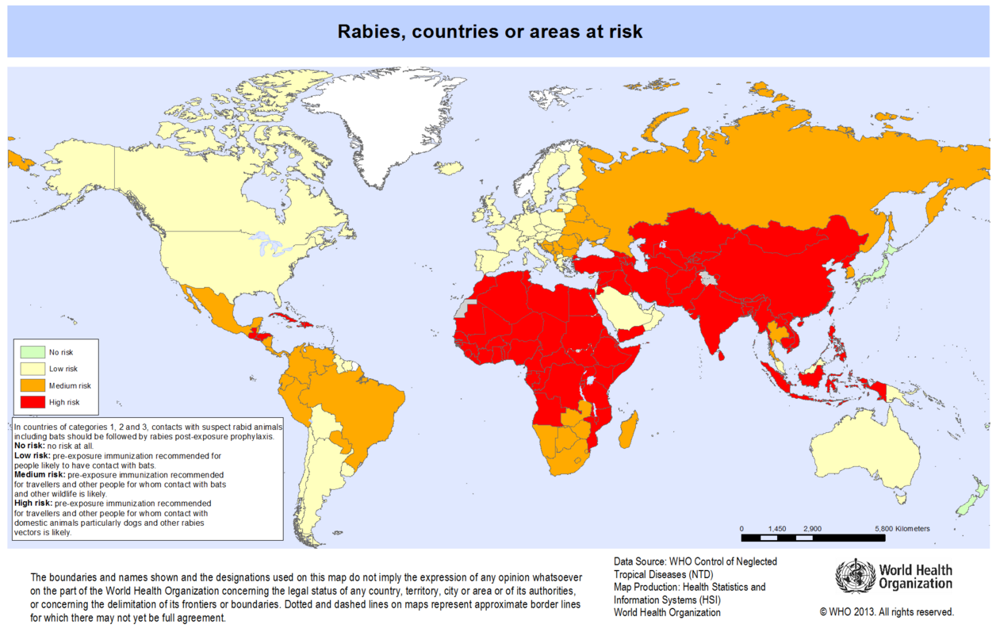 Rabies, countries or areas at risk
No risk
Low risk
Medium risk
High risk
In countries of categories 1, 2 and 3, contacts with suspect rabid animals
including bats should be followed by rabies post-exposure prophylaxis.
No risk: no risk at all.
Low risk: pre-exposure immunization recommended for
people likely to have contact with bats.
Medium risk: pre-exposure immunization recommended
for travellers and other people for whom contact with bats
and other wildlife is likely.
High risk: pre-exposure immunization recommended
for travellers and other people for whom contact with
domestic animals particularly dogs and other rabies
vectors is likely.
0 1,450 2,900 5,800 Kilometers
The boundaries and names shown and the designations used on this map do not imply the expression of any opinion whatsoever
on the part of the World Health Organization concerning the legal status of any country, territory, city or area or of its authorities,
or concerning the delimitation of its frontiers or boundaries. Dotted and dashed lines on maps represent approximate border lines
for which there may not yet be full agreement.
Data Source: WHO Control of Neglected
Tropical Diseases (NTD)
Map Production: Health Statistics and
Information Systems (HSI)
World Health Organization
World Health
Organization
© WHO 2013. All rights reserved.